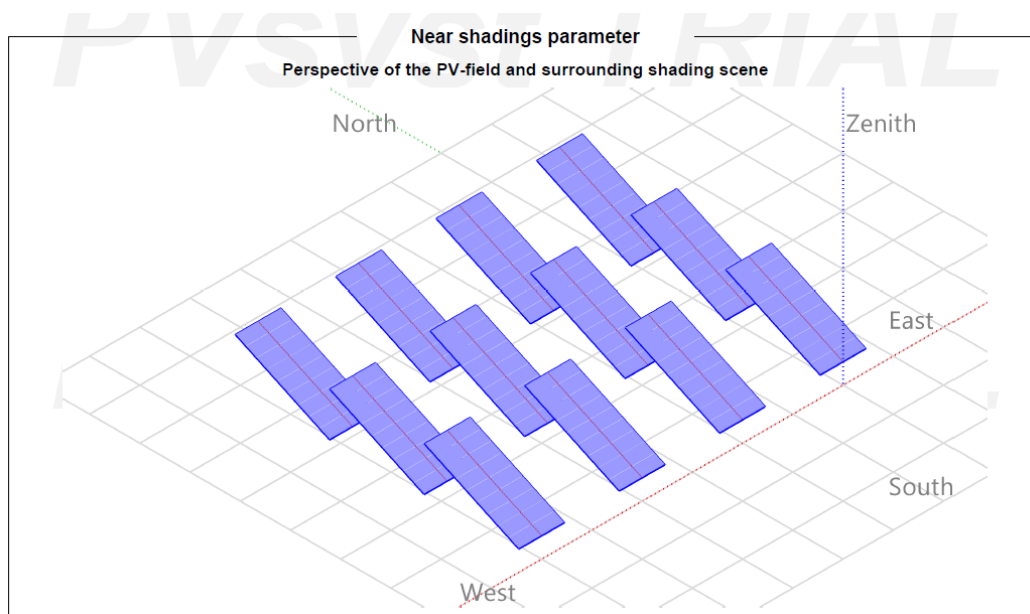 PVsyst TRIAL
Near shadings parameter
Perspective of the PV-field and surrounding shading scene
North
Zenith
East
South
West